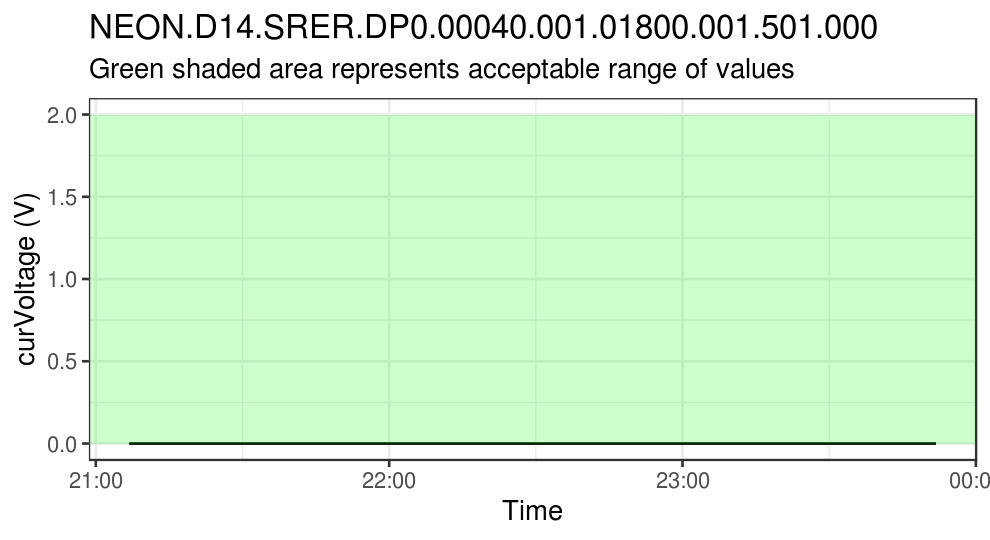 NEON.D14.SRER.DP0.00040.001.01800.001.501.000
Green shaded area represents acceptable range of values
2.0
1.5
1.0
0.5
0.0
curVoltage (V)
21:00 22:00 23:00 00:0
Time